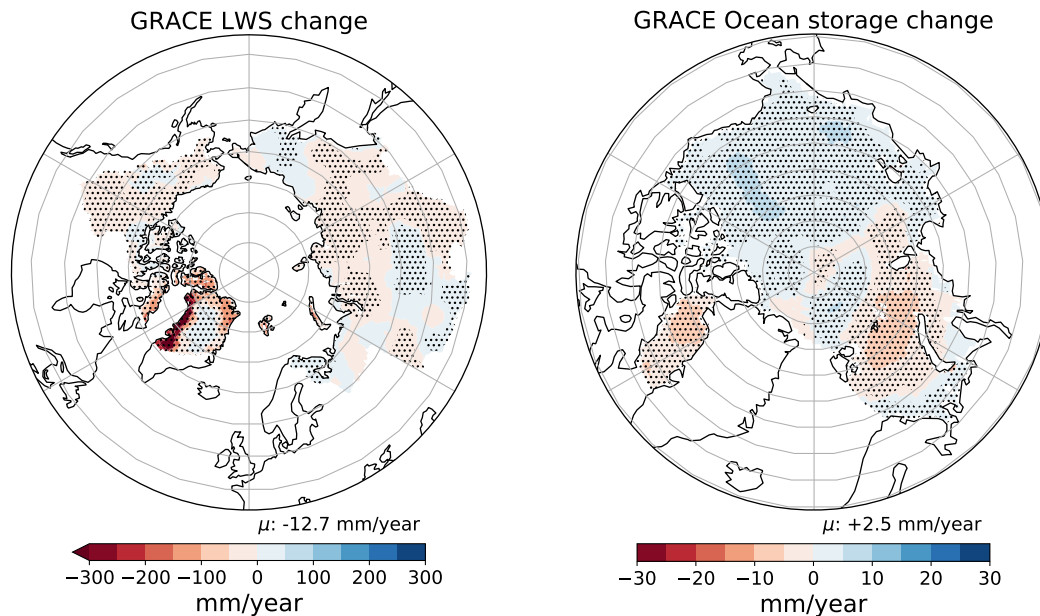 GRACE LWS change
GRACE Ocean storage change
μ: -12.7 mm/year
μ: +2.5 mm/year
−300 −200 −100 0 100 200 300
−30 −20 −10 0 10 20 30
mm/year
mm/year